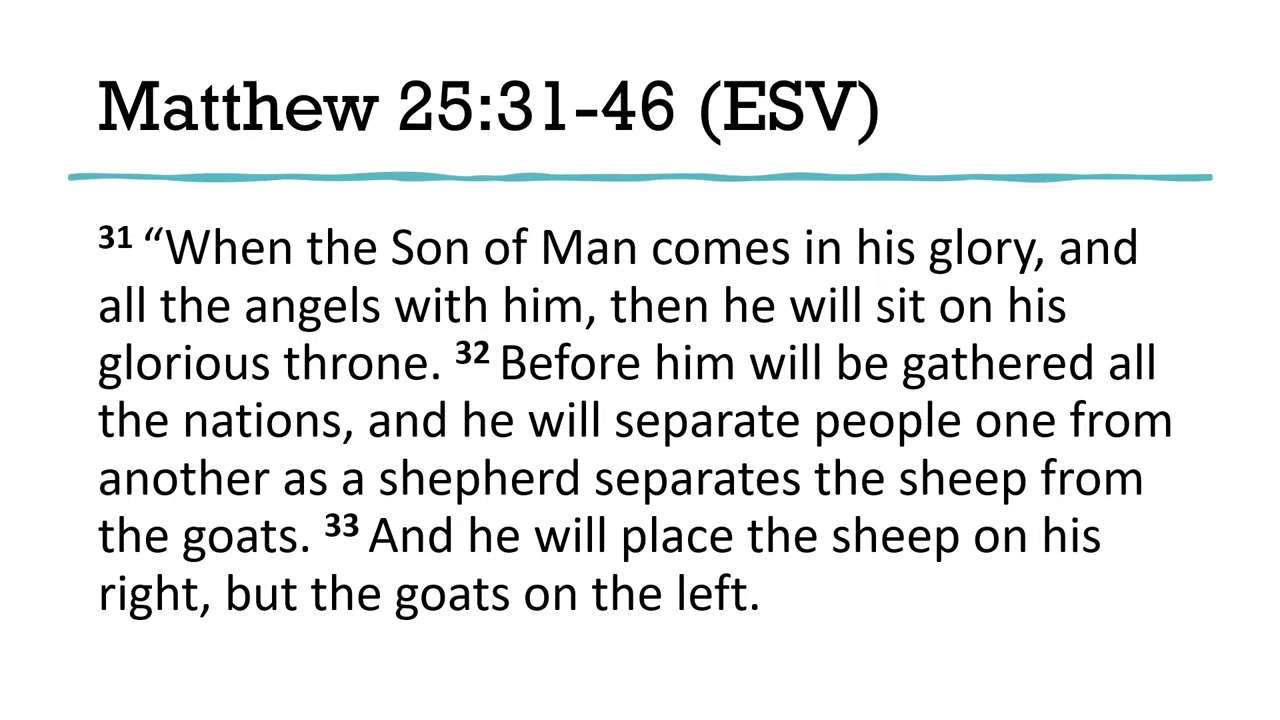 Matthew 25:31-46 (ESV)
31 “When the Son of Man comes in his glory, and
all the angels with him, then he will sit on his
glorious throne. 32 Before him will be gathered all
the nations, and he will separate people one from
another as a shepherd separates the sheep from
the goats. 33 And he will place the sheep on his
right, but the goats on the left.